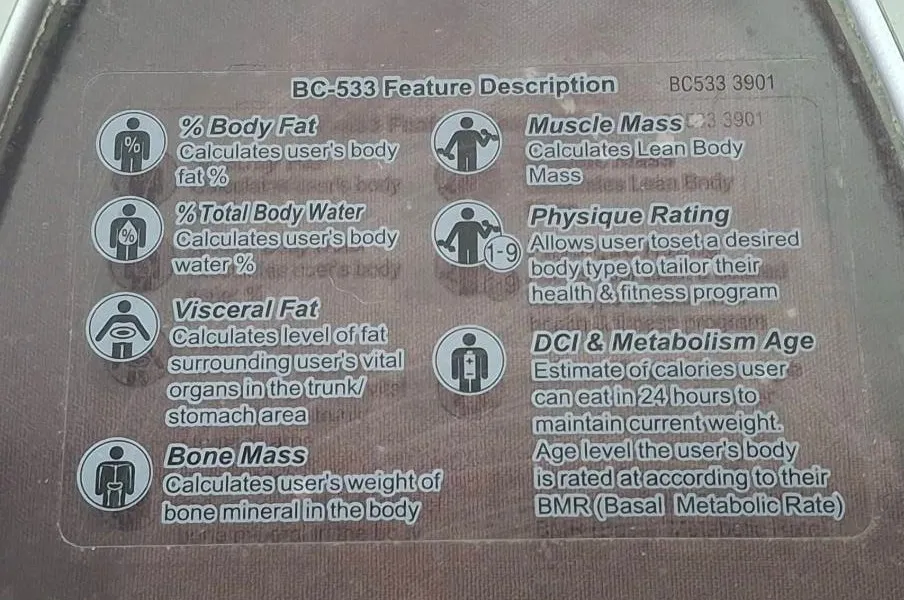 BC-533 Feature Description
BC533 3901
% Body Fat
Calculates user's body
fat %
% Total Body Water
Calculates user's body
water %
Visceral Fat
Calculates level of fat
surrounding user's vital
organs in the trunk/
stomach area
Bone Mass
Calculates user's weight of
bone mineral in the body
Muscle Mass
Calculates Lean Body
Mass
1-9
Physique Rating
Allows user toset a desired
body type to tailor their
health & fitness program
DCI & Metabolism Age
Estimate of calories user
can eat in 24 hours to
maintain current weight.
Age level the user's body
is rated at according to their
BMR (Basal Metabolic Rate)